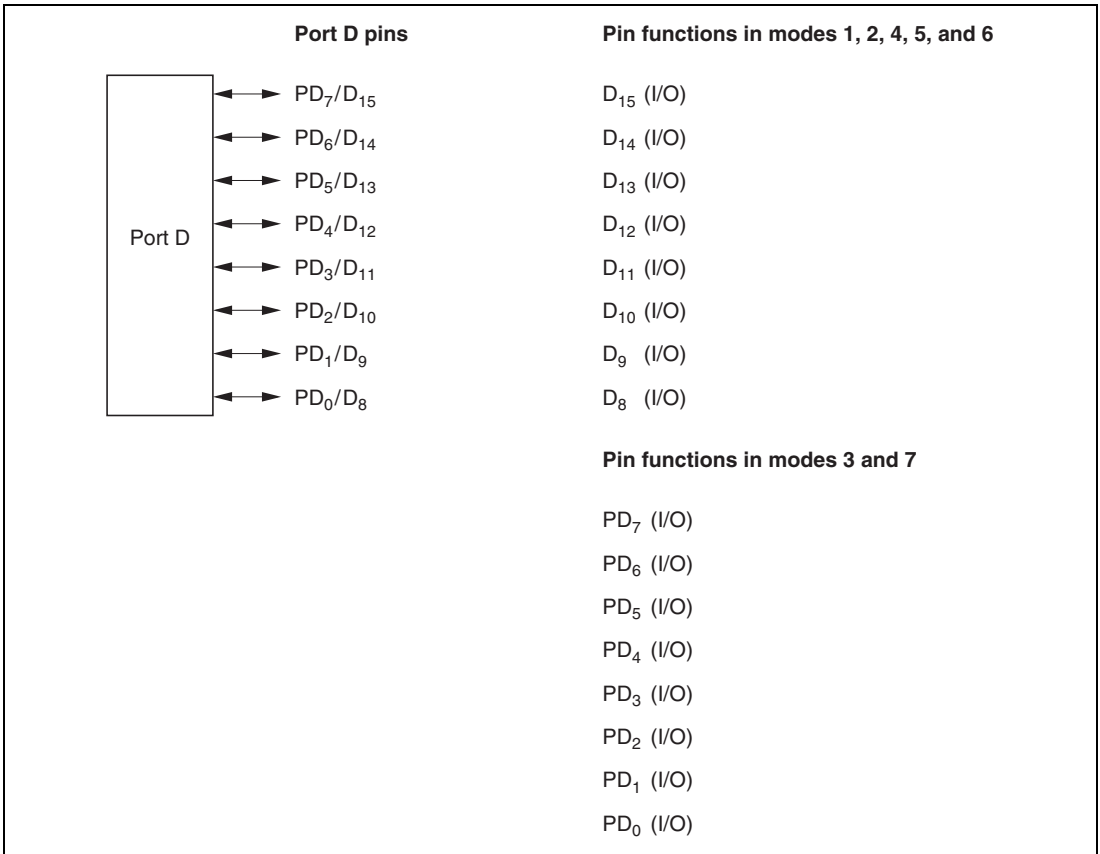 Port D pins Pin functions in modes 1, 2, 4, 5, and 6
PD₇/D₁₅ D₁₅ (I/O)
PD₆/D₁₄ D₁₄ (I/O)
PD₅/D₁₃ D₁₃ (I/O)
PD₄/D₁₂ D₁₂ (I/O)
Port D
PD₃/D₁₁ D₁₁ (I/O)
PD₂/D₁₀ D₁₀ (I/O)
PD₁/D₉ D₉ (I/O)
PD₀/D₈ D₈ (I/O)
Pin functions in modes 3 and 7
PD₇ (I/O)
PD₆ (I/O)
PD₅ (I/O)
PD₄ (I/O)
PD₃ (I/O)
PD₂ (I/O)
PD₁ (I/O)
PD₀ (I/O)